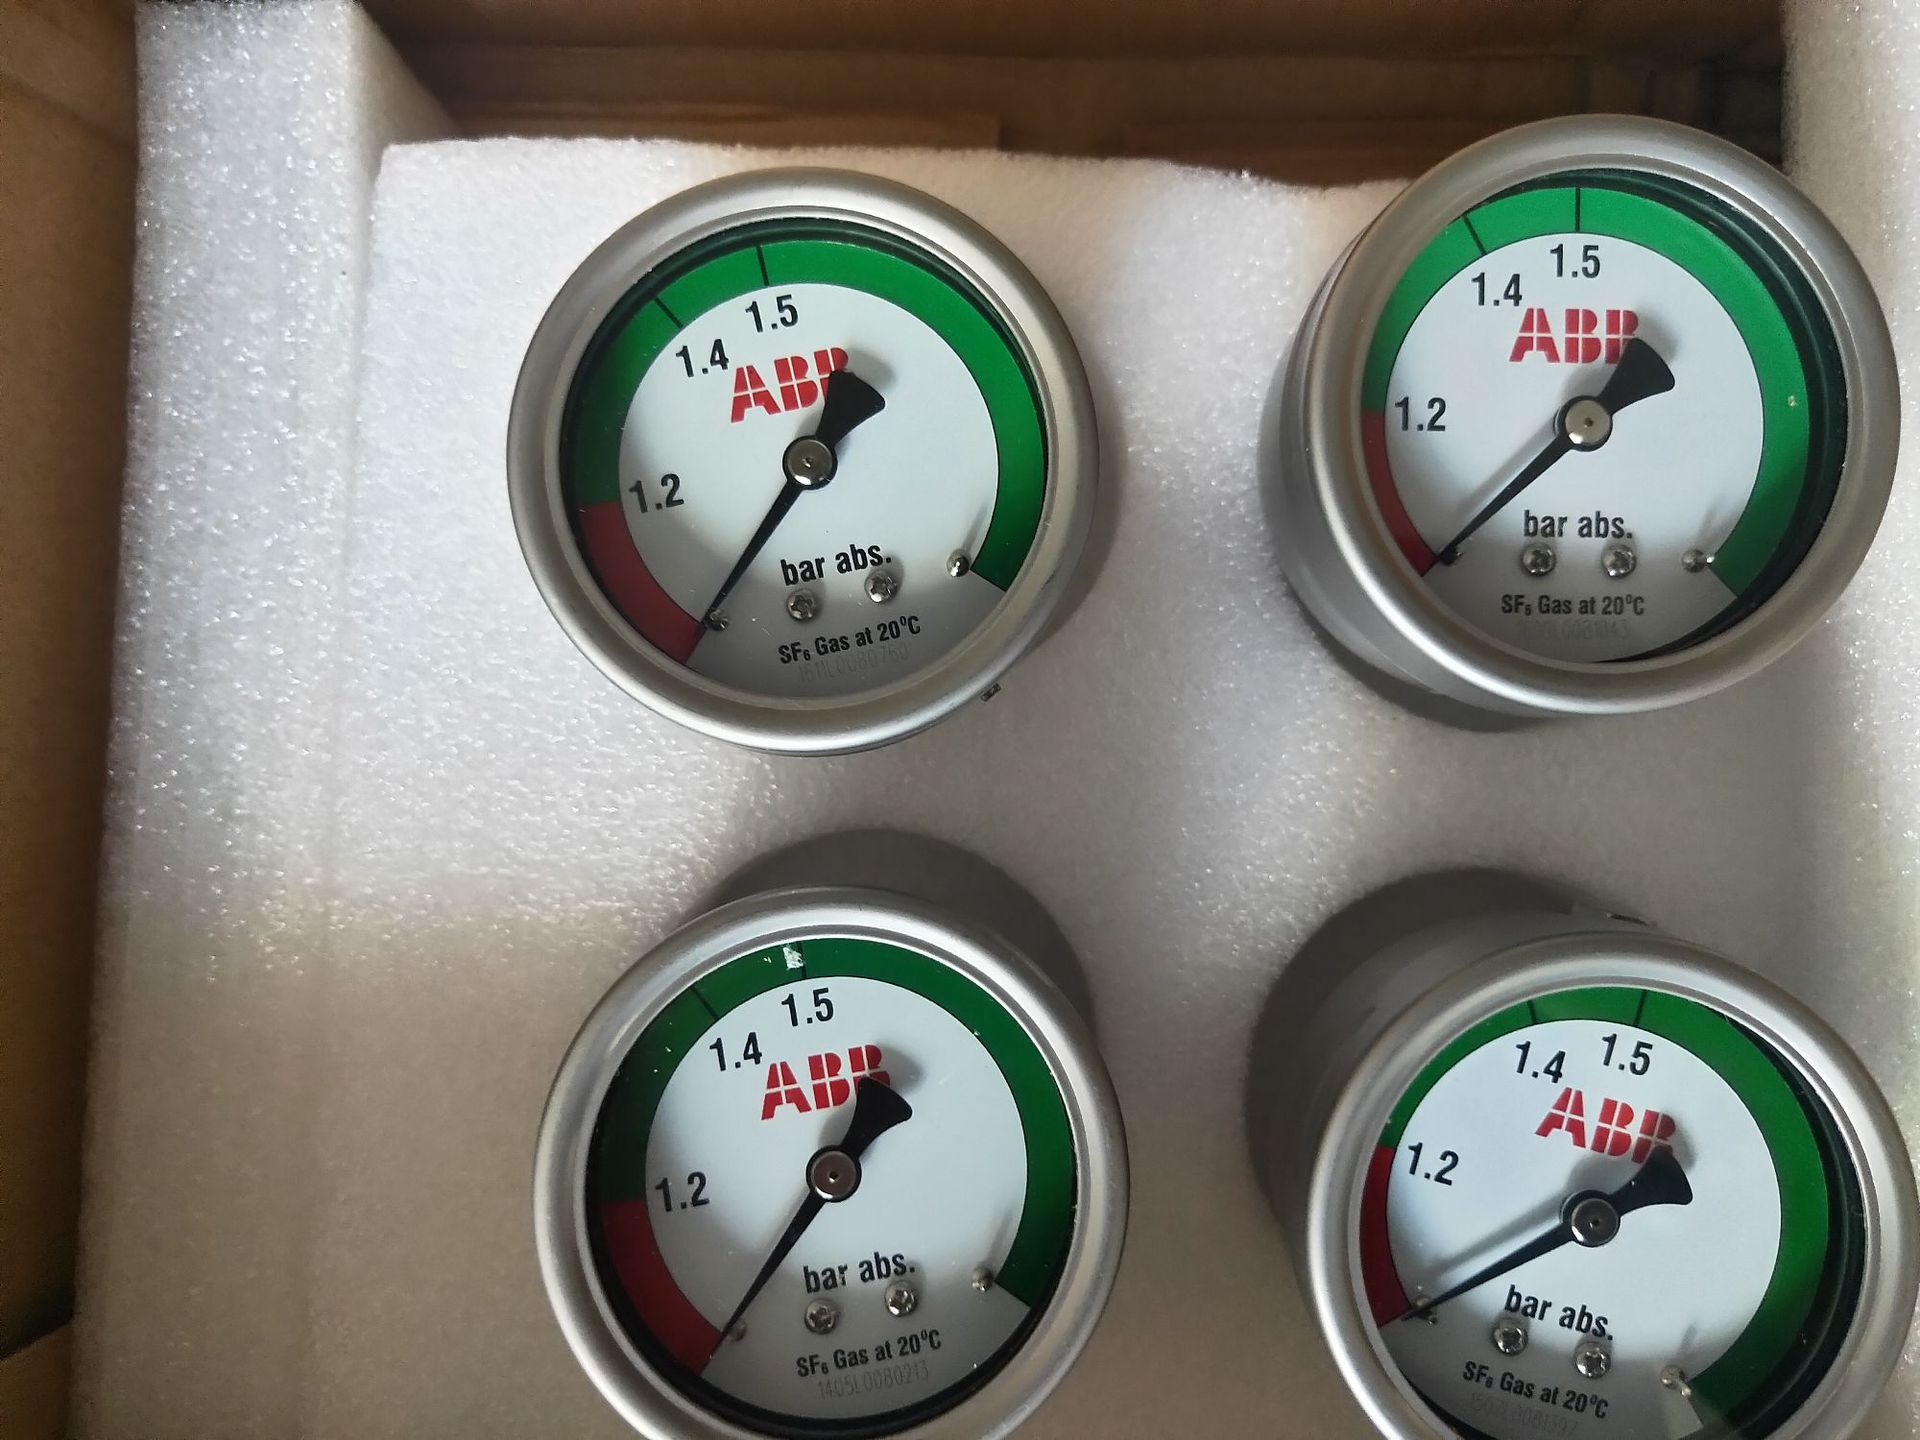 1.5
1.4
ABB
1.2
bar abs.
SF₆ Gas at 20°C
1611L0080760
1.5
1.4
ABB
1.2
bar abs.
SF₆ Gas at 20°C
1.5
1.4
ABB
1.2
bar abs.
SF₆ Gas at 20°C
1405L0080213
1.5
1.4
ABB
1.2
bar abs.
SF₆ Gas at 20°C